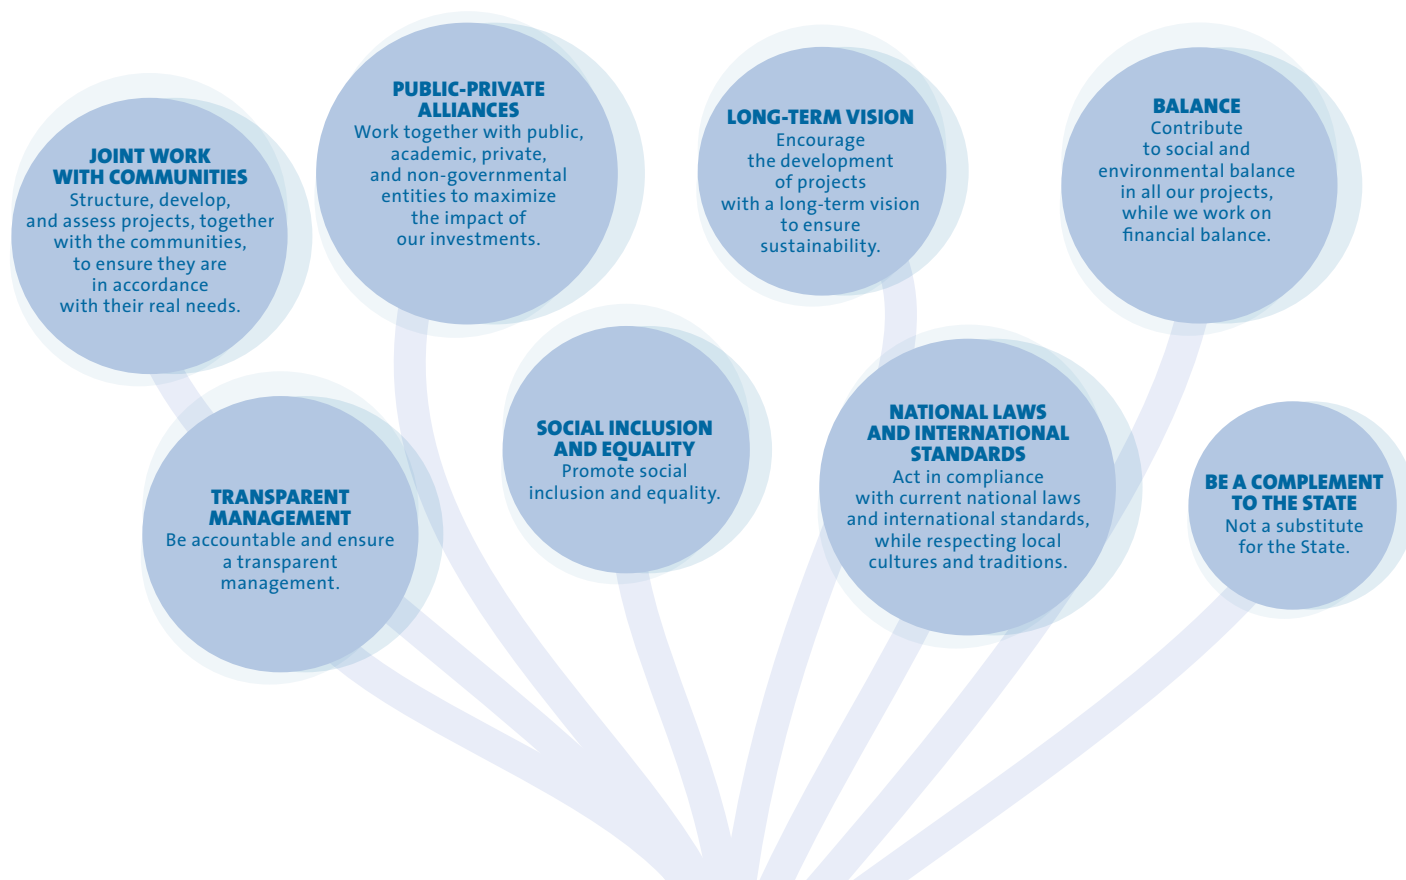 JOINT WORK
WITH COMMUNITIES
Structure, develop,
and assess projects, together
with the communities,
to ensure they are
in accordance
with their real needs.
PUBLIC-PRIVATE
ALLIANCES
Work together with public,
academic, private,
and non-governmental
entities to maximize
the impact of
our investments.
LONG-TERM VISION
Encourage
the development
of projects
with a long-term vision
to ensure
sustainability.
BALANCE
Contribute
to social and
environmental balance
in all our projects,
while we work on
financial balance.
TRANSPARENT
MANAGEMENT
Be accountable and ensure
a transparent
management.
SOCIAL INCLUSION
AND EQUALITY
Promote social
inclusion and equality.
NATIONAL LAWS
AND INTERNATIONAL
STANDARDS
Act in compliance
with current national laws
and international standards,
while respecting local
cultures and traditions.
BE A COMPLEMENT
TO THE STATE
Not a substitute
for the State.